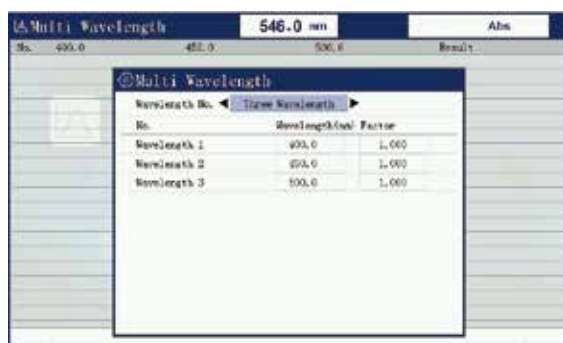 Multi Wavelength 546.0 nm Abs
No. 400.0 450.0 500.0 Result
Multi Wavelength
Wavelength No. ◀ Three Wavelength ▶
No. Wavelength(nm) Factor
Wavelength 1 400.0 1.000
Wavelength 2 450.0 1.000
Wavelength 3 500.0 1.000